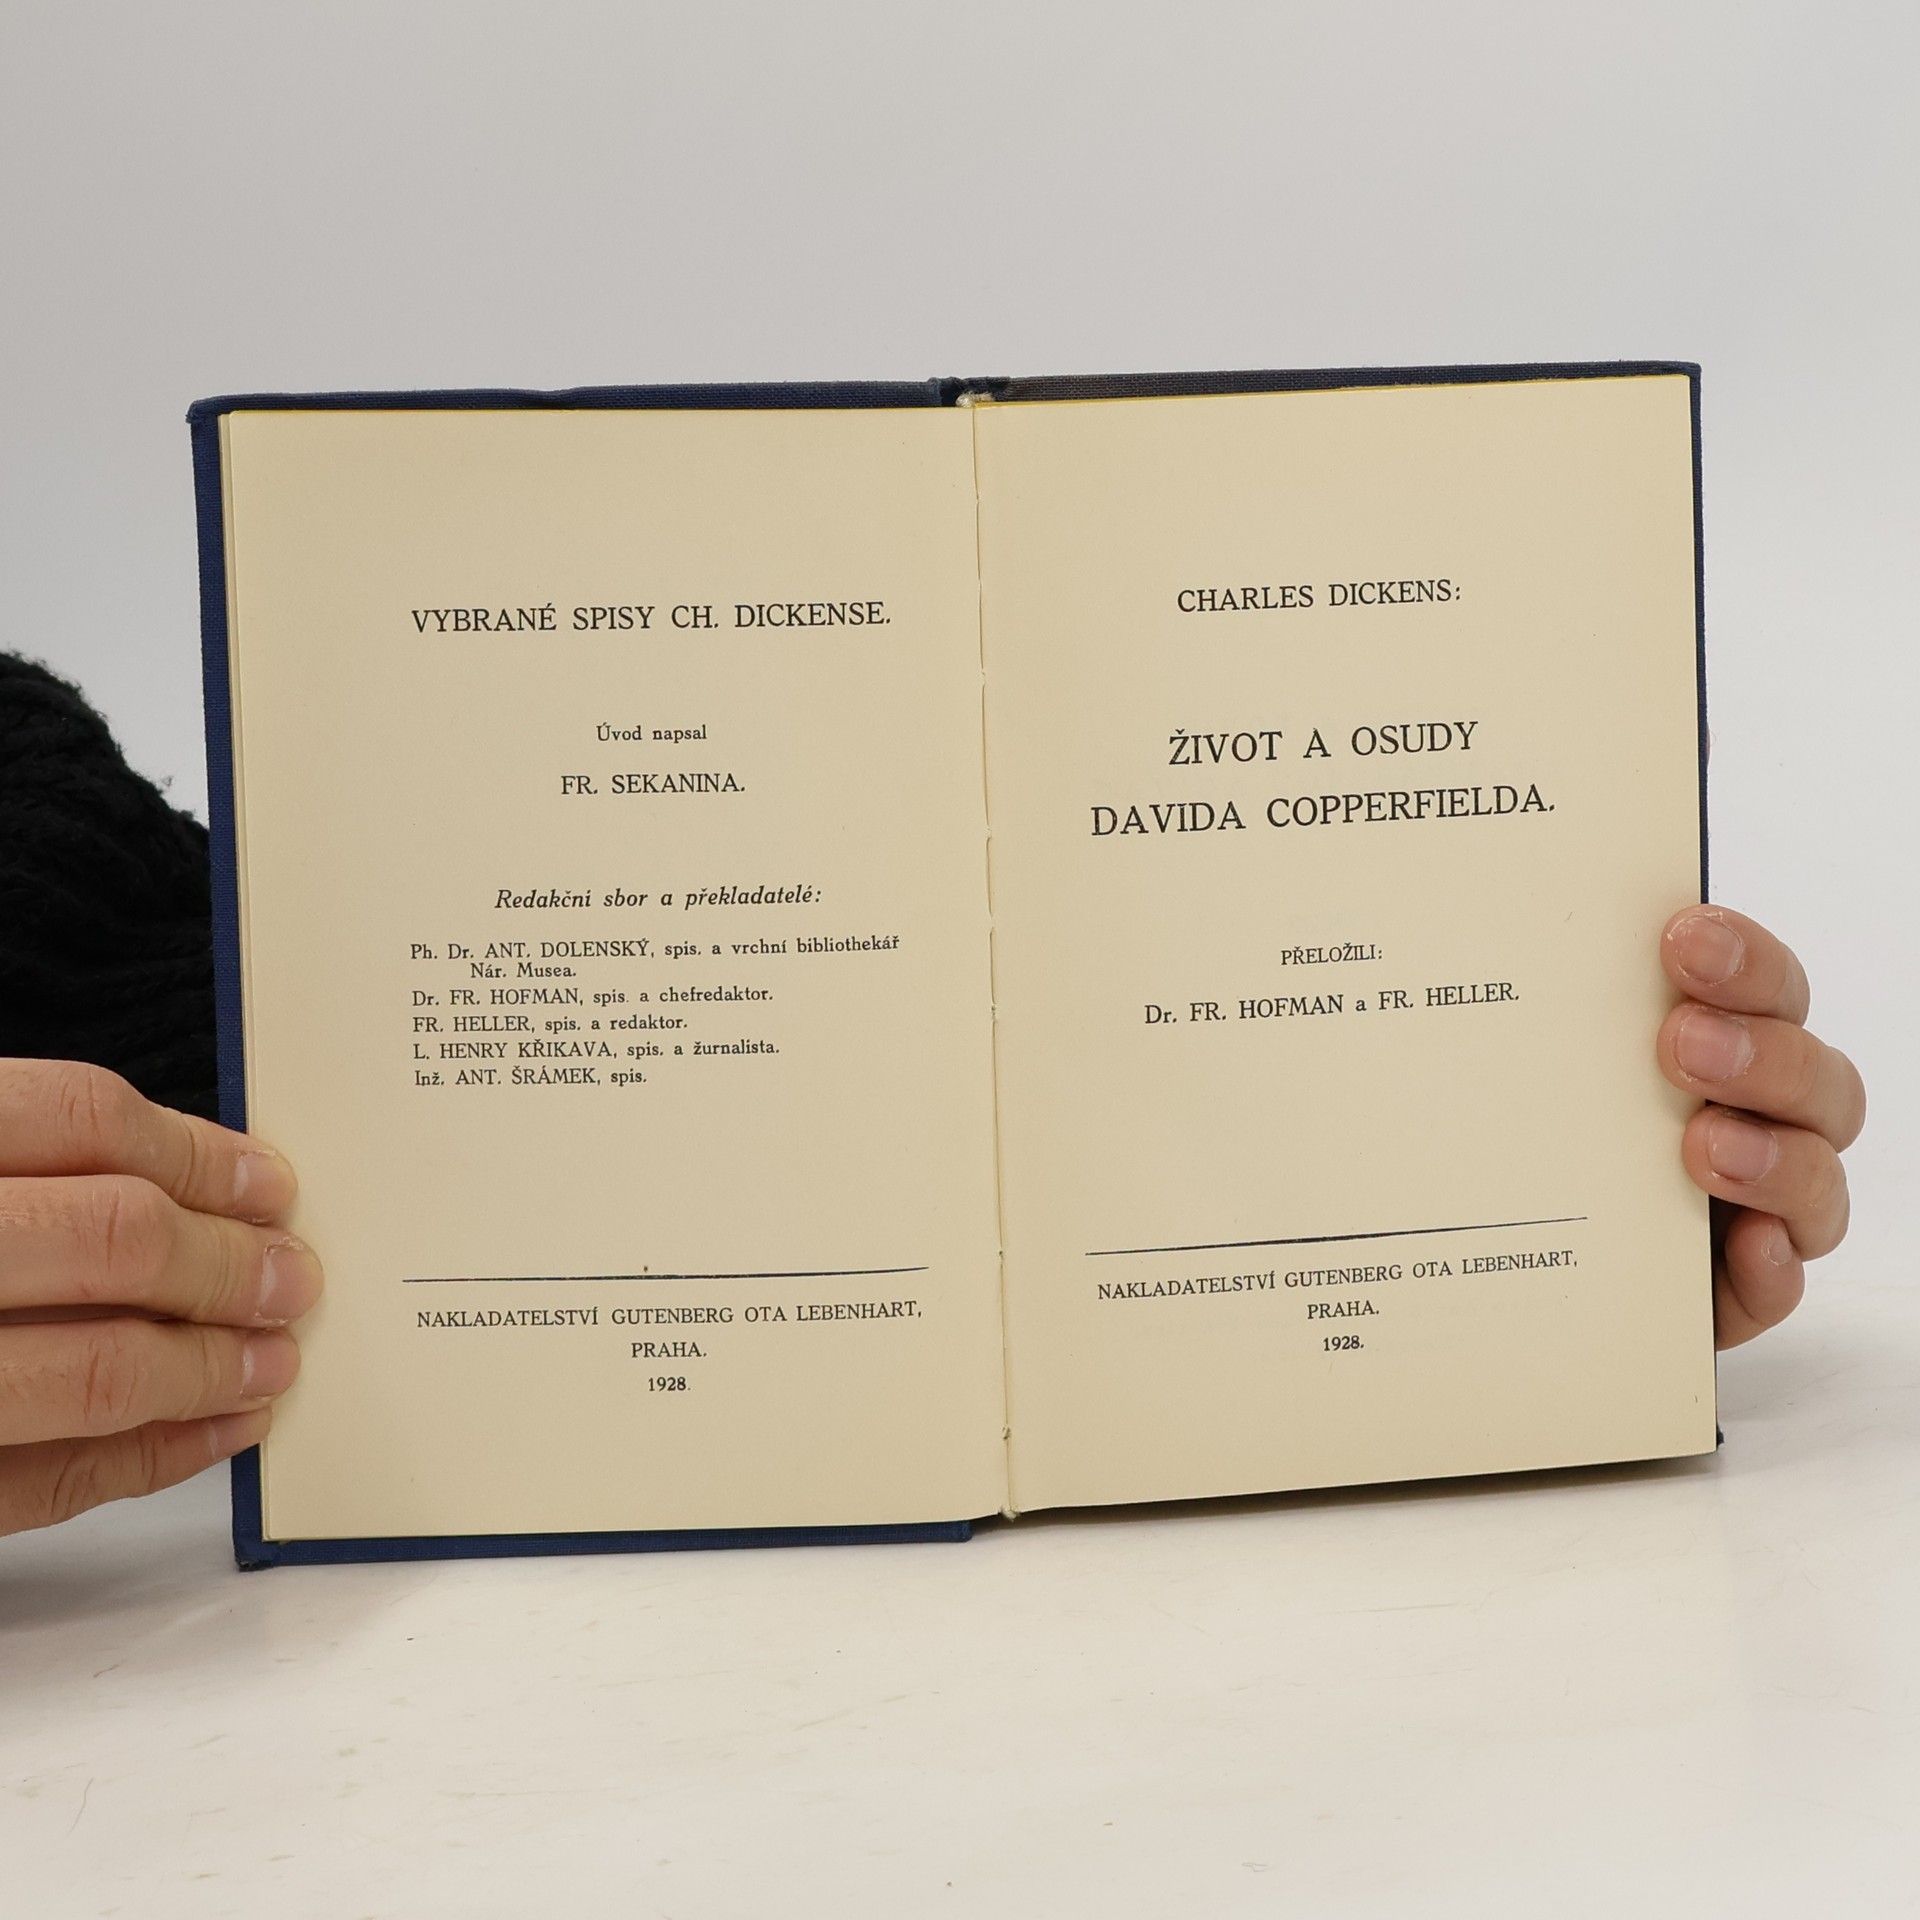 VYBRANÉ SPISY CH. DICKENSE.
Úvod napsal
FR. SEKANINA.
Redakční sbor a překladatelé:
Ph. Dr. ANT. DOLENSKÝ, spis. a vrchní bibliothekář
Nár. Musea.
Dr. FR. HOFMAN, spis. a chefredaktor.
FR. HELLER, spis. a redaktor.
L. HENRY KŘIKAVA, spis. a žurnalista.
Inž. ANT. ŠRÁMEK, spis.
NAKLADATELSTVÍ GUTENBERG OTA LEBENHART,
PRAHA.
1928.
CHARLES DICKENS:
ŽIVOT A OSUDY
DAVIDA COPPERFIELDA.
PŘELOŽILI:
Dr. FR. HOFMAN a FR. HELLER.
NAKLADATELSTVÍ GUTENBERG OTA LEBENHART,
PRAHA.
1928.